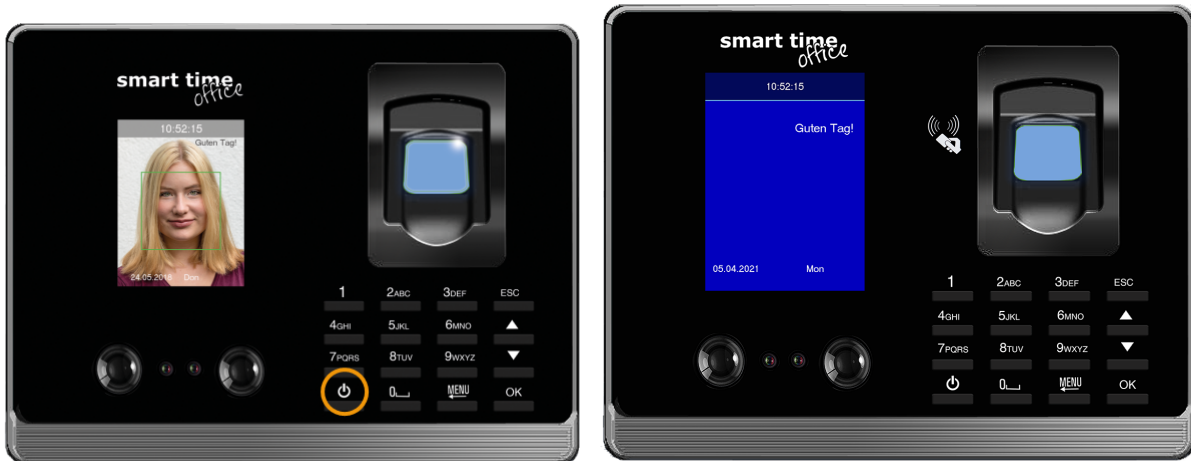 smart time
office
10:52:15
Guten Tag!
24.05.2018 Don
1 2ABC 3DEF ESC
4GHI 5JKL 6MNO
7PQRS 8TUV 9WXYZ
0 MENU OK
smart time
office
10:52:15
Guten Tag!
05.04.2021 Mon
1 2ABC 3DEF ESC
4GHI 5JKL 6MNO
7PQRS 8TUV 9WXYZ
0 MENU OK